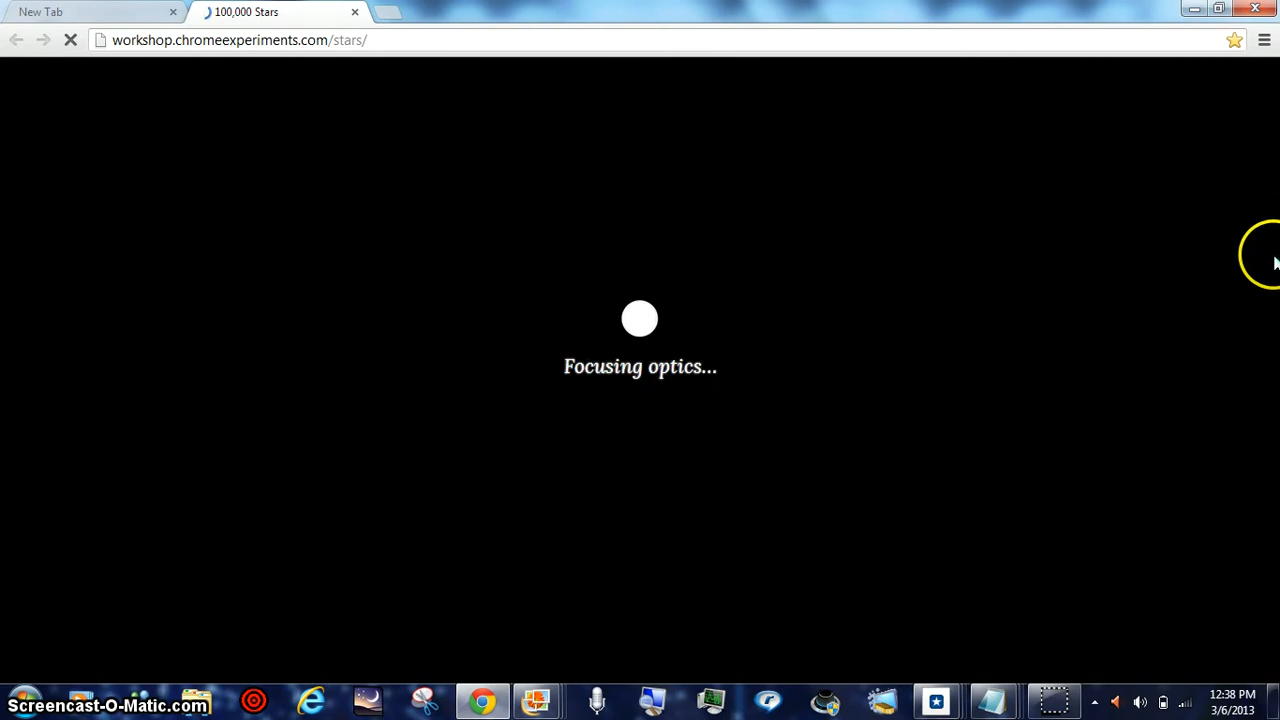 New Tab
100,000 Stars
workshop.chromeexperiments.com/stars/
Focusing optics...
Screencast-O-Matic.com
12:38 PM
3/6/2013